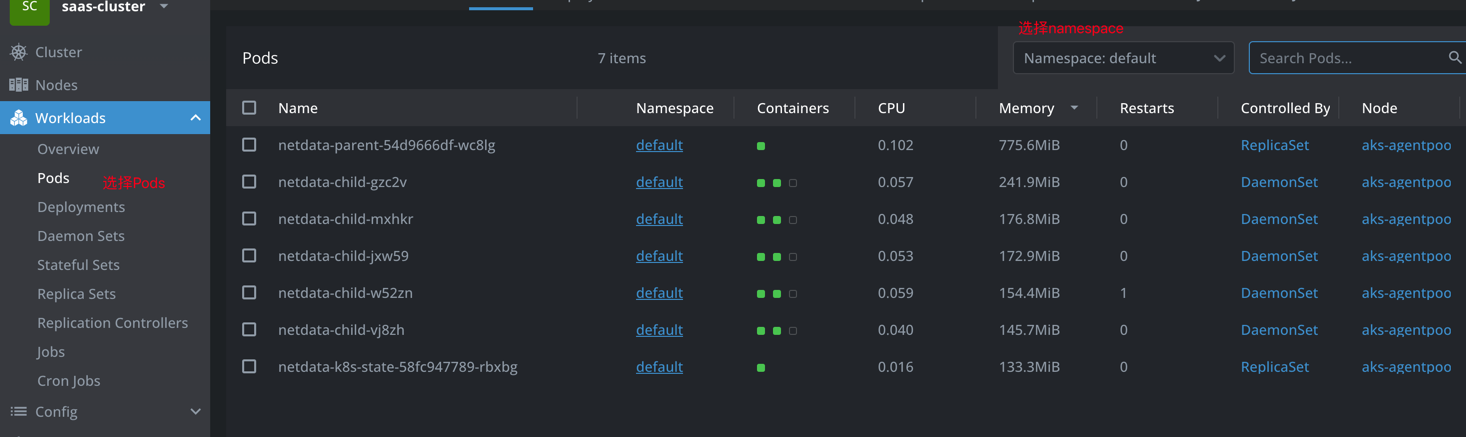 SC saas-cluster
Cluster
Nodes
Workloads
Overview
Pods 选择Pods
Deployments
Daemon Sets
Stateful Sets
Replica Sets
Replication Controllers
Jobs
Cron Jobs
Config
选择namespace
Pods 7 items Namespace: default Search Pods...
Name Namespace Containers CPU Memory Restarts Controlled By Node
netdata-parent-54d9666df-wc8lg default 0.102 775.6MiB 0 ReplicaSet aks-agentpoo
netdata-child-gzc2v default 0.057 241.9MiB 0 DaemonSet aks-agentpoo
netdata-child-mxhkr default 0.048 176.8MiB 0 DaemonSet aks-agentpoo
netdata-child-jxw59 default 0.053 172.9MiB 0 DaemonSet aks-agentpoo
netdata-child-w52zn default 0.059 154.4MiB 1 DaemonSet aks-agentpoo
netdata-child-vj8zh default 0.040 145.7MiB 0 DaemonSet aks-agentpoo
netdata-k8s-state-58fc947789-rbxbg default 0.016 133.3MiB 0 ReplicaSet aks-agentpoo